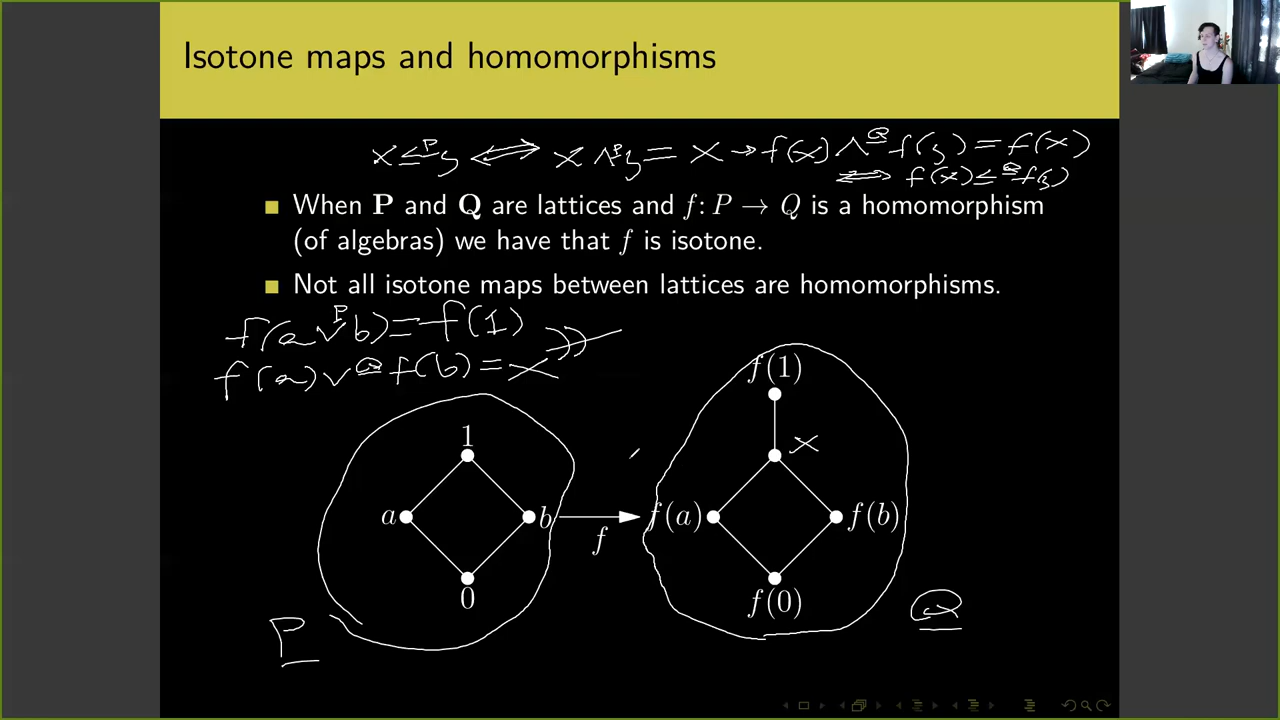 Isotone maps and homomorphisms
x ≤ᴾ y ⟺ x ∧ᴾ y = x → f(x) ∧^Q f(y) = f(x)
⟺ f(x) ≤^Q f(y)
■ When P and Q are lattices and f: P → Q is a homomorphism
(of algebras) we have that f is isotone.
■ Not all isotone maps between lattices are homomorphisms.
f(a ∨ᴾ b) = f(1)
f(a) ∨^Q f(b) = x
f(1)
1
x
a
b
f(a)
f(b)
f
0
f(0)
P
Q